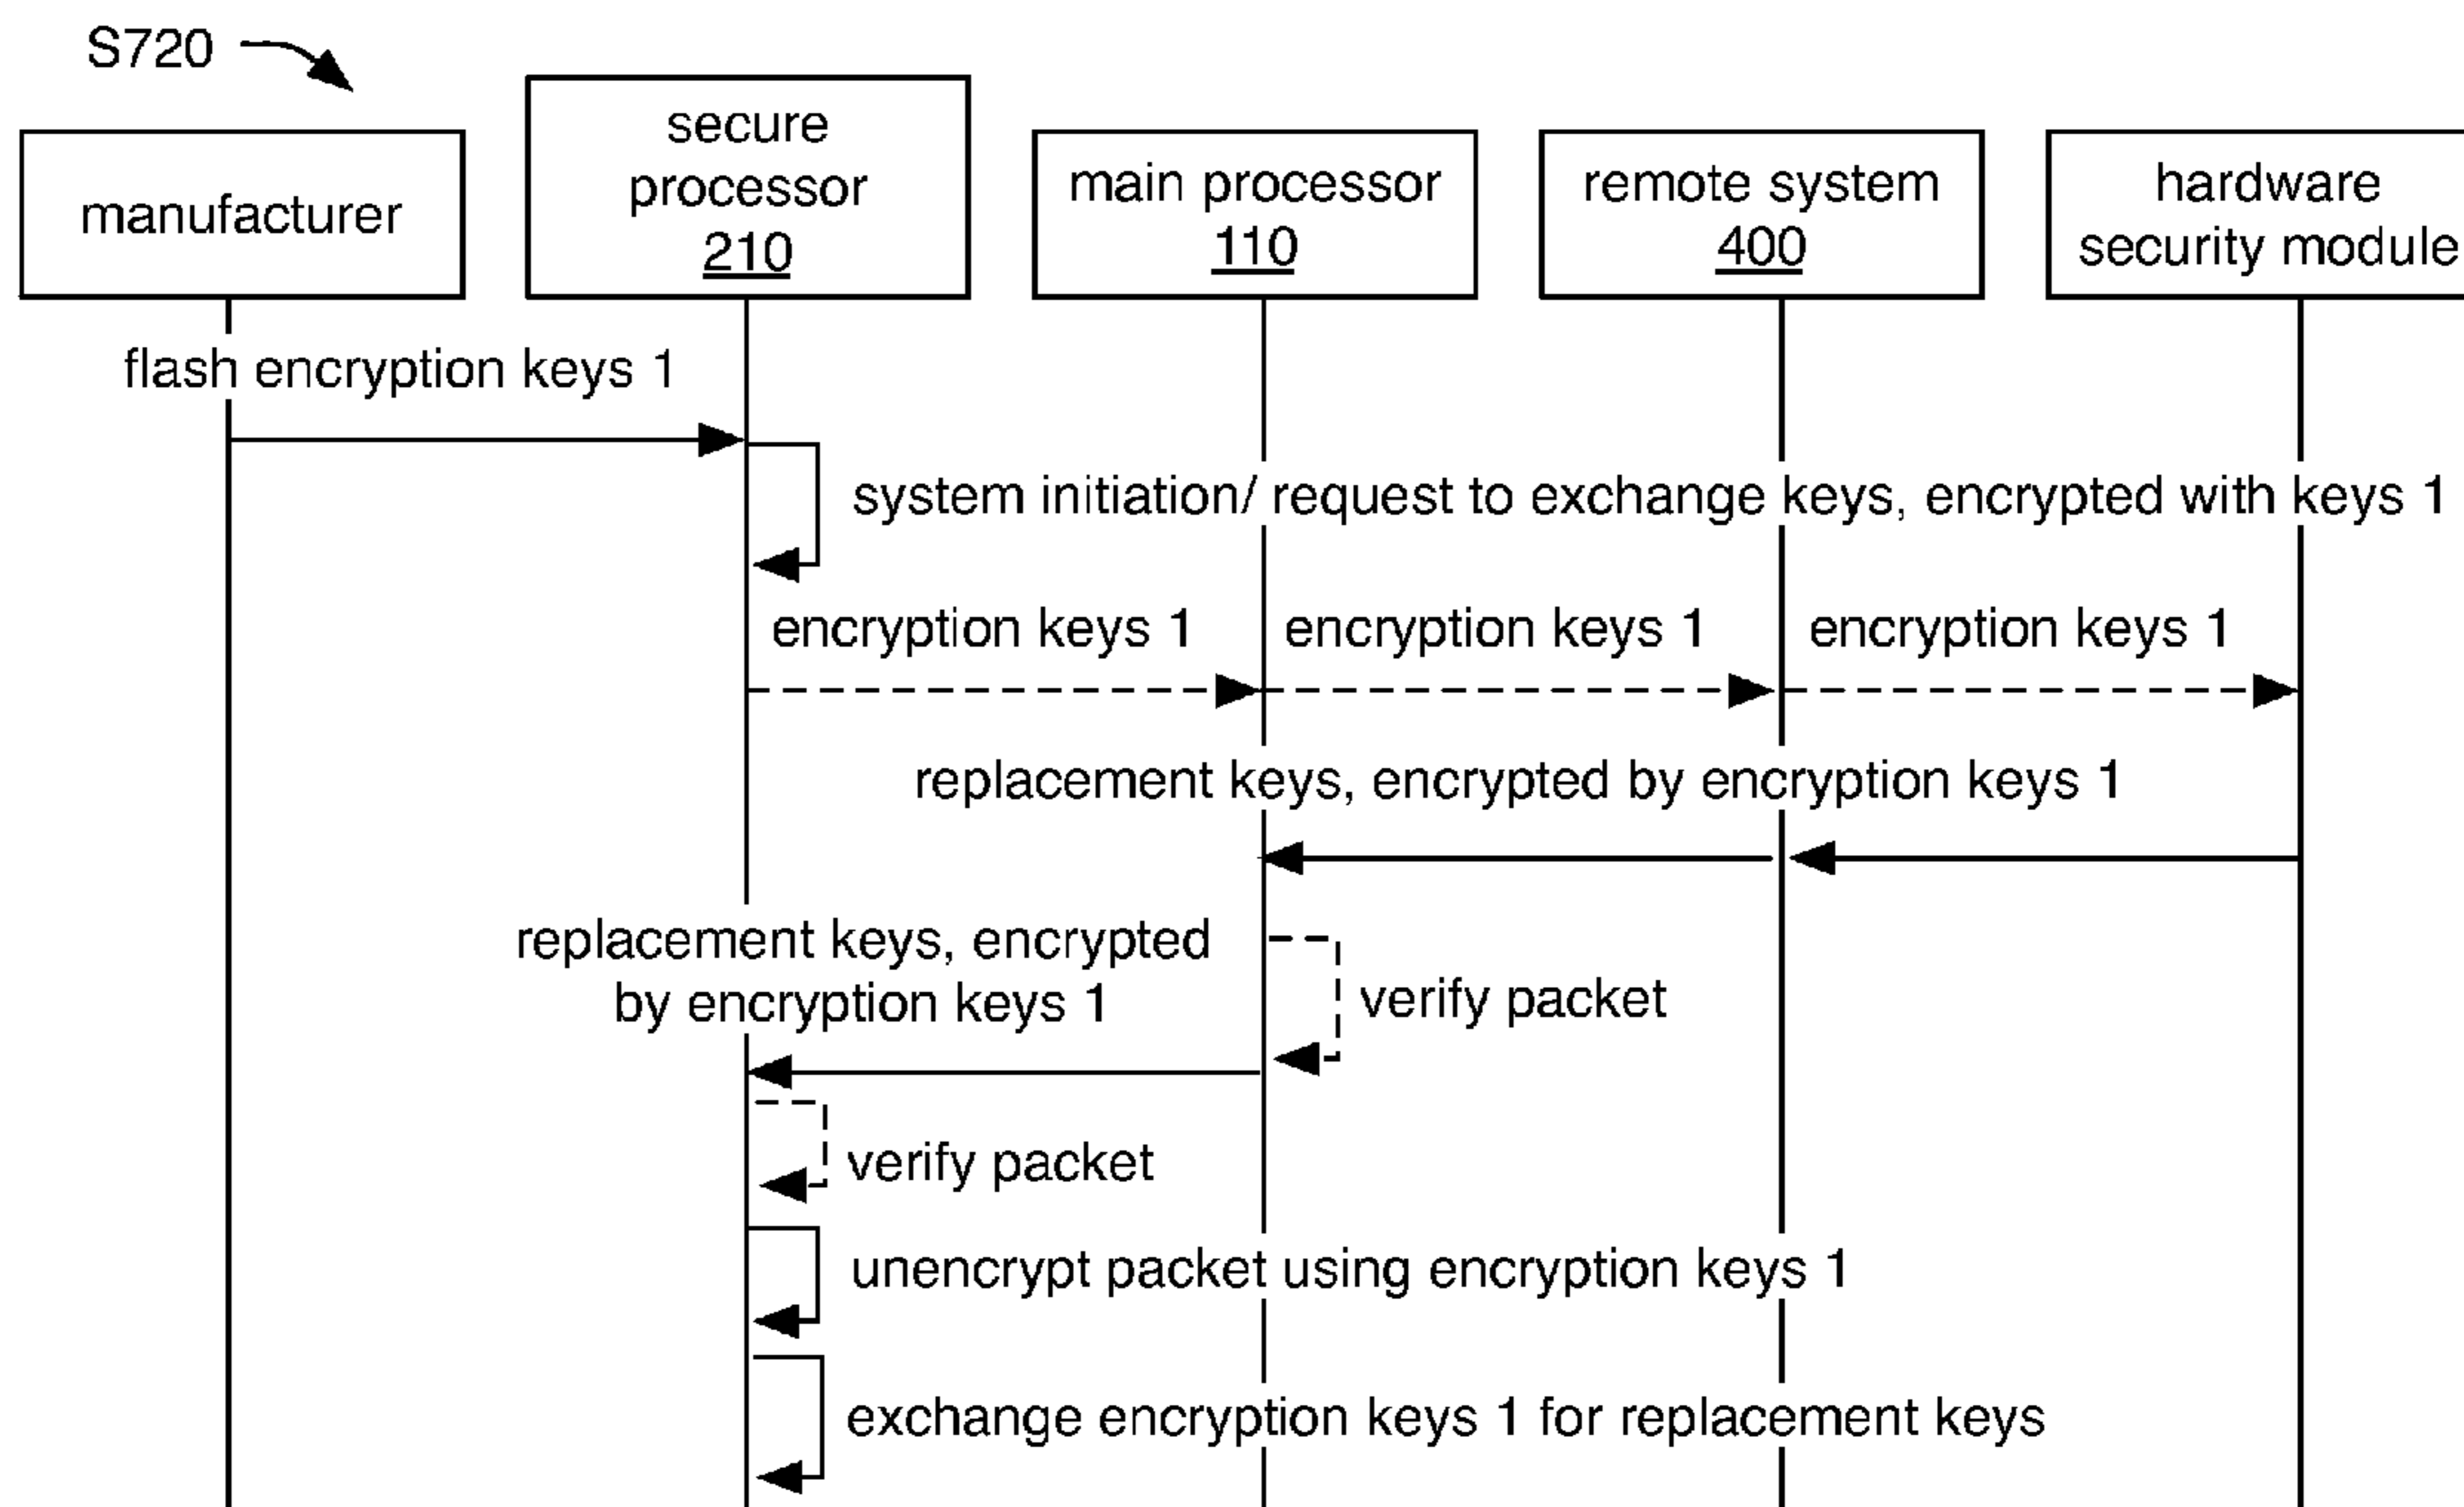 S720
manufacturer
secure
processor
210
main processor
110
remote system
400
hardware
security module
flash encryption keys 1
system initiation/ request to exchange keys, encrypted with keys 1
encryption keys 1
encryption keys 1
encryption keys 1
replacement keys, encrypted by encryption keys 1
replacement keys, encrypted
by encryption keys 1
verify packet
verify packet
unencrypt packet using encryption keys 1
exchange encryption keys 1 for replacement keys